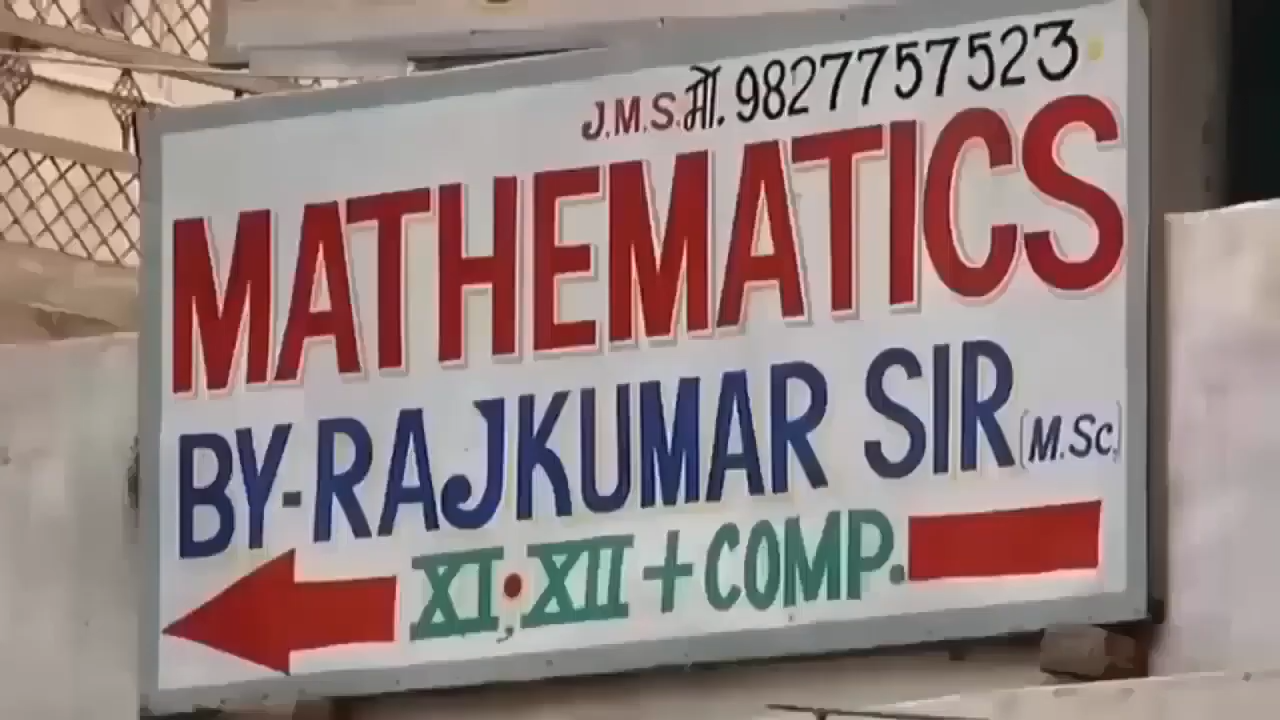 J.M.S. मो. 9827757523
MATHEMATICS
BY-RAJKUMAR SIR (M.Sc.)
XI, XII + COMP.